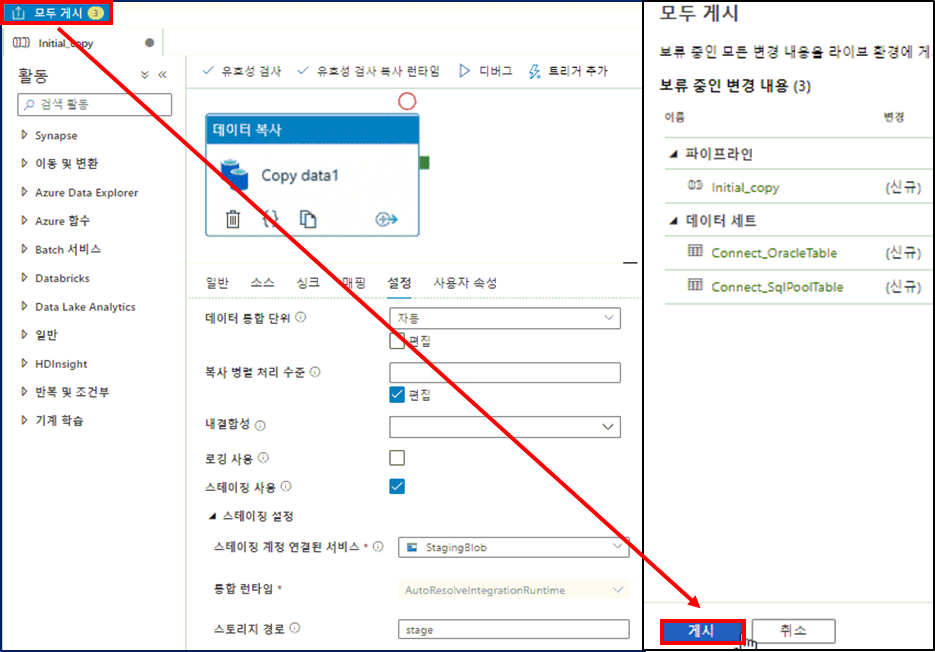 모두 게시 3
Initial_copy
활동
검색 활동
Synapse
이동 및 변환
Azure Data Explorer
Azure 함수
Batch 서비스
Databricks
Data Lake Analytics
일반
HDInsight
반복 및 조건부
기계 학습
유효성 검사 유효성 검사 복사 런타임 디버그 트리거 추가
데이터 복사
Copy data1
일반 소스 싱크 매핑 설정 사용자 속성
데이터 통합 단위 자동
편집
복사 병렬 처리 수준
편집
내결함성
로깅 사용
스테이징 사용
스테이징 설정
스테이징 계정 연결된 서비스 * StagingBlob
통합 런타임 * AutoResolveIntegrationRuntime
스토리지 경로 stage
모두 게시
보류 중인 모든 변경 내용을 라이브 환경에 게
보류 중인 변경 내용 (3)
이름 변경
파이프라인
Initial_copy (신규)
데이터 세트
Connect_OracleTable (신규)
Connect_SqlPoolTable (신규)
게시 취소